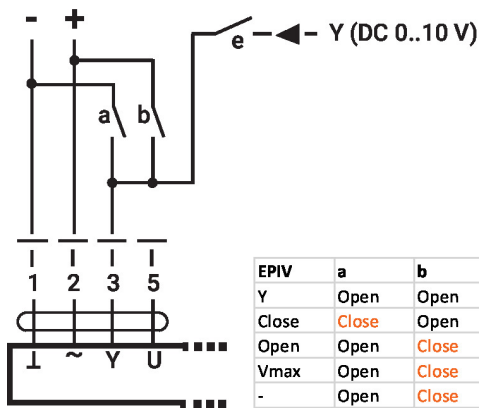 - +
e Y (DC 0..10 V)
a b
1 2 3 5
⊥ ~ Y U
EPIV a b
Y Open Open
Close Close Open
Open Open Close
Vmax Open Close
- Open Close